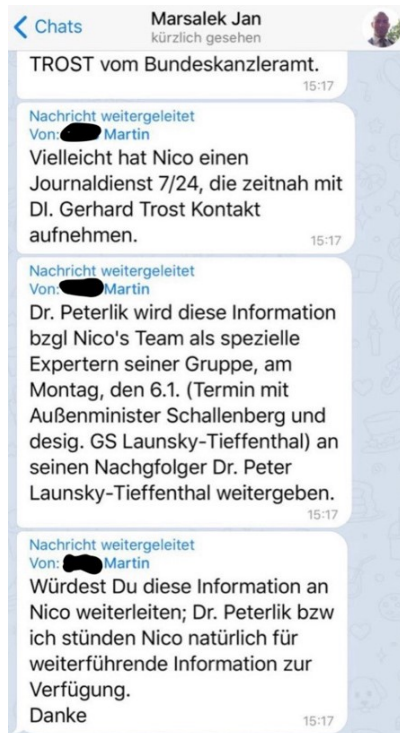 Chats
Marsalek Jan
kürzlich gesehen
TROST vom Bundeskanzleramt.
15:17
Nachricht weitergeleitet
Von: Martin
Vielleicht hat Nico einen
Journaldienst 7/24, die zeitnah mit
DI. Gerhard Trost Kontakt
aufnehmen.
15:17
Nachricht weitergeleitet
Von: Martin
Dr. Peterlik wird diese Information
bzgl Nico's Team als spezielle
Expertern seiner Gruppe, am
Montag, den 6.1. (Termin mit
Außenminister Schallenberg und
desig. GS Launsky-Tieffenthal) an
seinen Nachgfolger Dr. Peter
Launsky-Tieffenthal weitergeben.
15:17
Nachricht weitergeleitet
Von: Martin
Würdest Du diese Information an
Nico weiterleiten; Dr. Peterlik bzw
ich stünden Nico natürlich für
weiterführende Information zur
Verfügung.
Danke
15:17